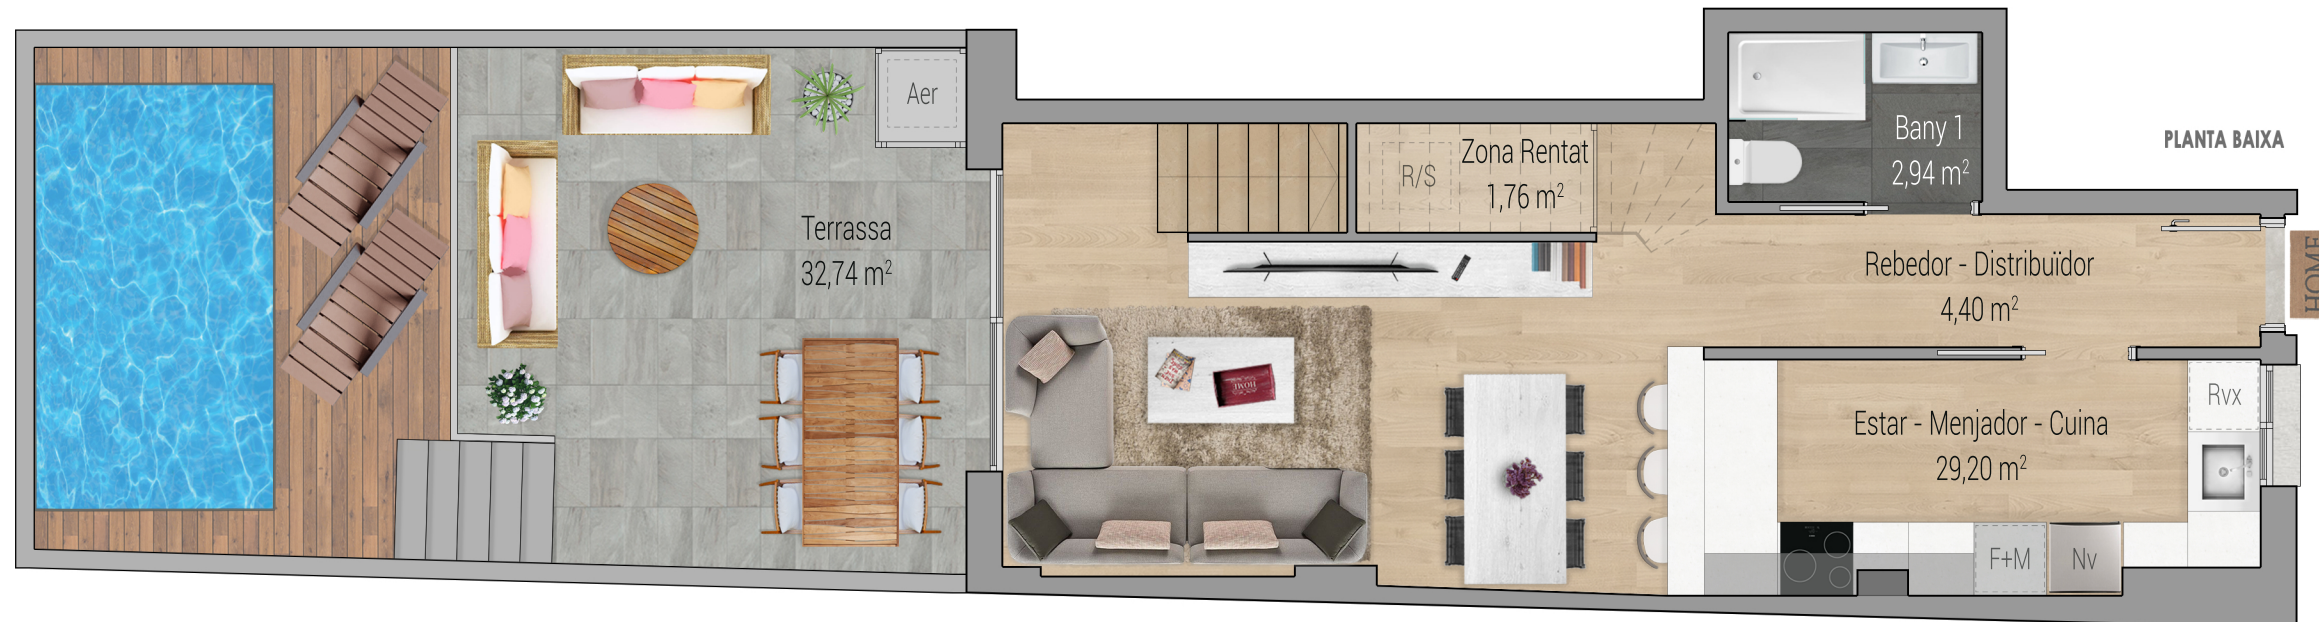 Aer
Bany 1
2,94 m²
PLANTA BAIXA
Zona Rentat
R/S
1,76 m²
Terrassa
32,74 m²
Rebedor - Distribuïdor
4,40 m²
HOME
HOME
Rvx
Estar - Menjador - Cuina
29,20 m²
F+M
Nv